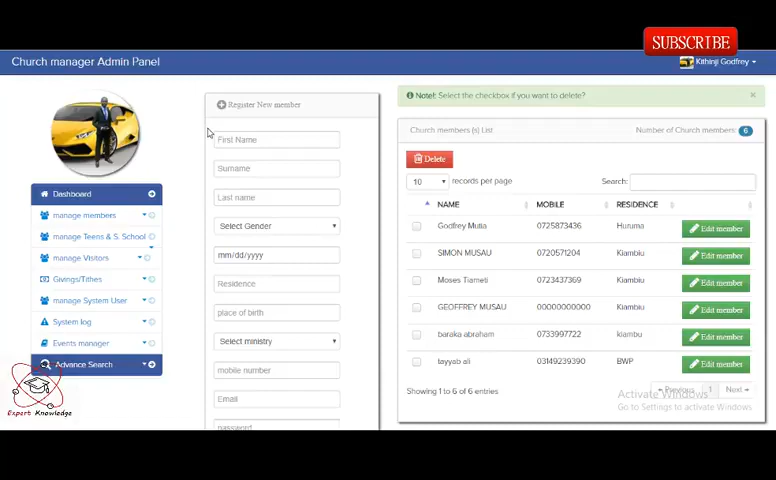 SUBSCRIBE
Church manager Admin Panel
Kithinji Godfrey
Dashboard
manage members
manage Teens & S. School
manage Visitors
Givings/Tithes
manage System User
System log
Events manager
Advance Search
Expert Knowledge
Register New member
First Name
Surname
Last name
Select Gender
mm/dd/yyyy
Residence
place of birth
Select ministry
mobile number
Email
password
Note!: Select the checkbox if you want to delete? ×
Church members(s) List Number of Church members: 6
Delete
10 records per page Search:
NAME MOBILE RESIDENCE
Godfrey Mutia 0725873436 Huruma Edit member
SIMON MUSAU 0720571204 Kiambiu Edit member
Moses Tiameti 0723437369 Kiambiu Edit member
GEOFFREY MUSAU 00000000000 Kiambiu Edit member
baraka abraham 0733997722 kiambu Edit member
tayyab ali 03149239390 BWP Edit member
Showing 1 to 6 of 6 entries
← Previous 1 Next →
Activate Windows
Go to Settings to activate Windows.